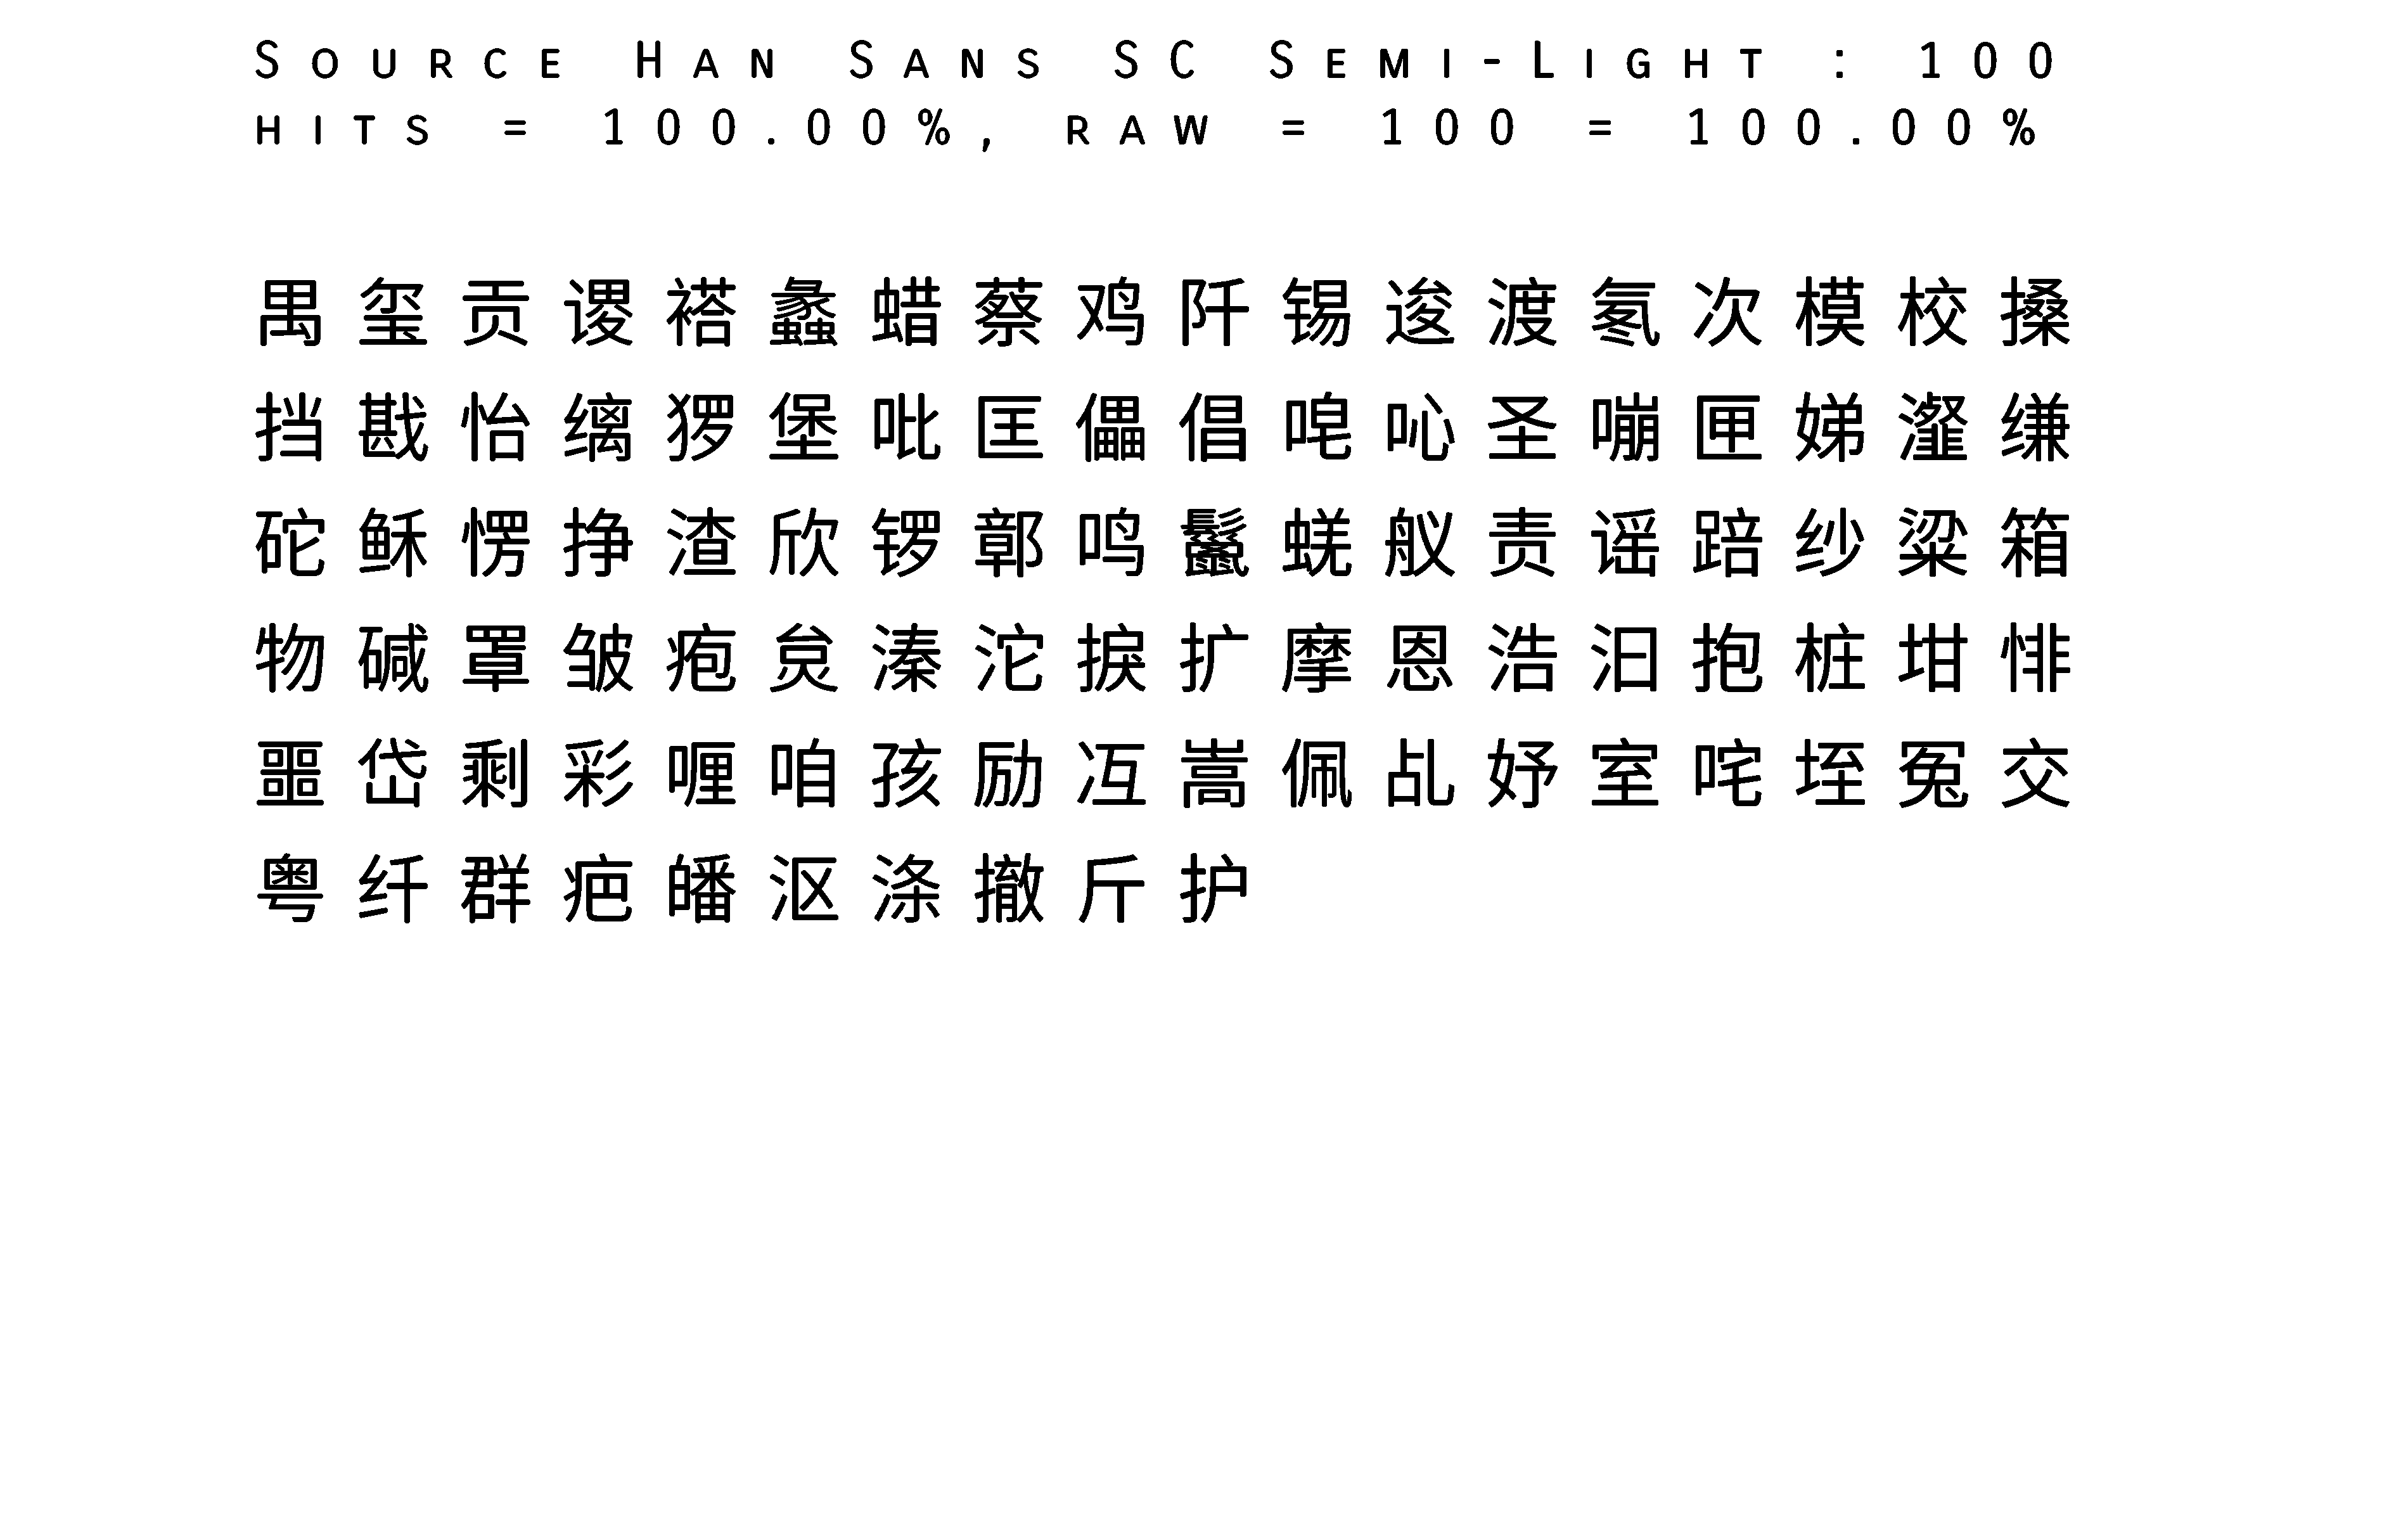 Source Han Sans SC Semi-Light : 100
hits = 100.00%, raw = 100 = 100.00%
禺玺贡谡褡蠡蜡蔡鸡阡锡逡渡氡次模校搡
挡戡怡缡猡堡吡匡儡倡唣吣圣嘣匣娣瀣缣
砣稣愣挣渣欣锣鄣鸣鬣蜣舣责谣踣纱粱箱
物碱罩皱疱炱溱沱捩扩摩恩浩汨抱桩坩悱
噩岱剩彩喱咱孩励冱嵩佩乩妤室咤垤冤交
粤纤群疤皤沤涤撤斤护